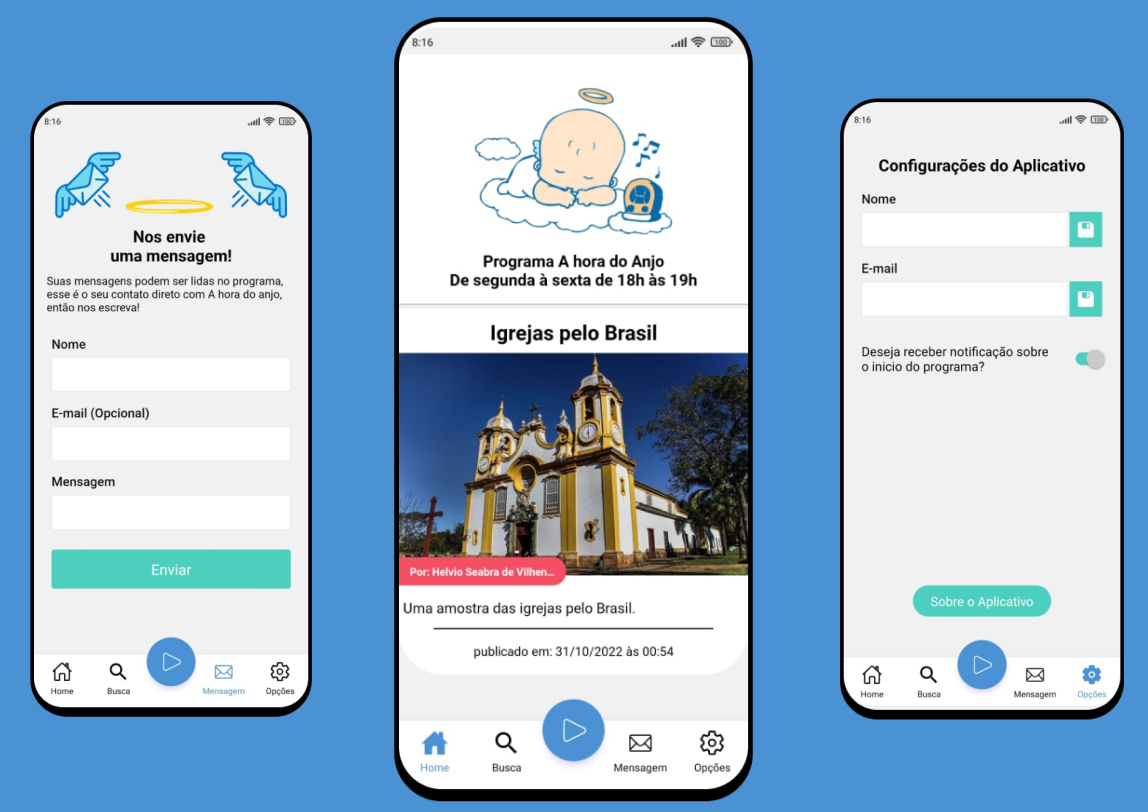 8:16
100
Nos envie
uma mensagem!
Suas mensagens podem ser lidas no programa,
esse é o seu contato direto com A hora do anjo,
então nos escreva!
Nome
E-mail (Opcional)
Mensagem
Enviar
Home
Busca
Mensagem
Opções
8:16
100
Programa A hora do Anjo
De segunda à sexta de 18h às 19h
Igrejas pelo Brasil
Por: Helvio Seabra de Vilhen...
Uma amostra das igrejas pelo Brasil.
publicado em: 31/10/2022 às 00:54
Home
Busca
Mensagem
Opções
8:16
100
Configurações do Aplicativo
Nome
E-mail
Deseja receber notificação sobre
o inicio do programa?
Sobre o Aplicativo
Home
Busca
Mensagem
Opções